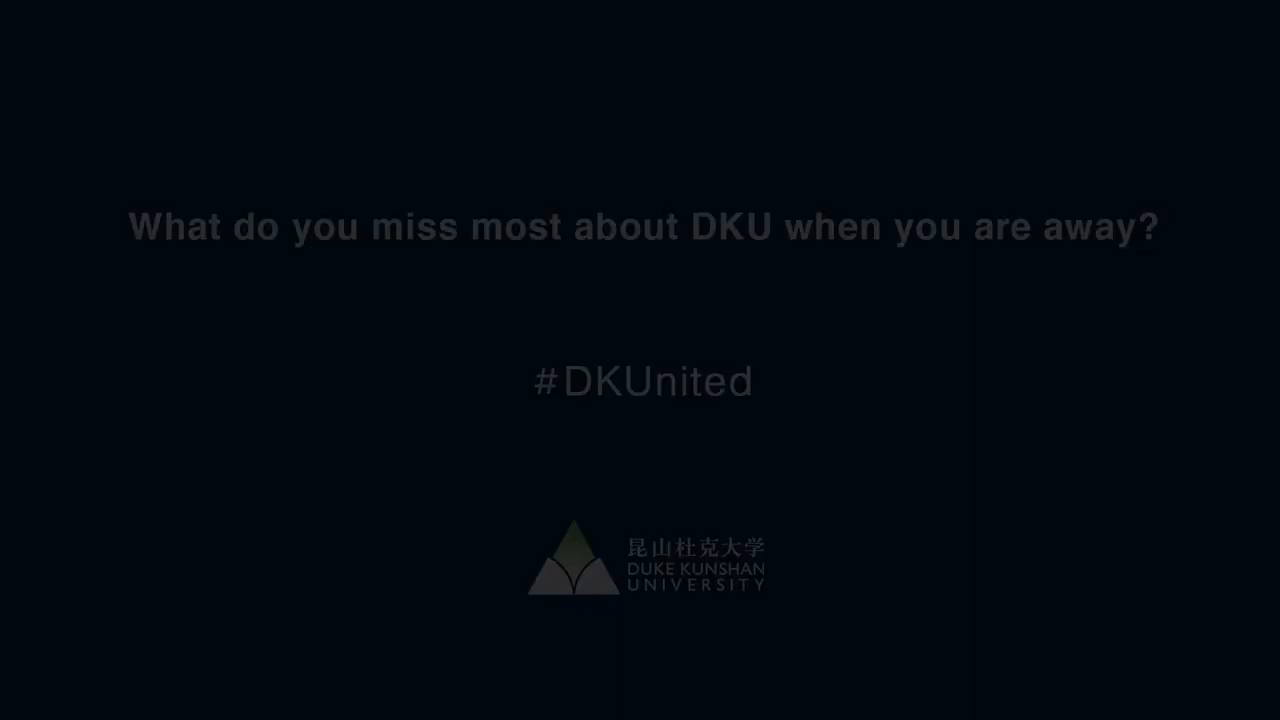 What do you miss most about DKU when you are away?
#DKUnited
昆山杜克大学
DUKE KUNSHAN
UNIVERSITY